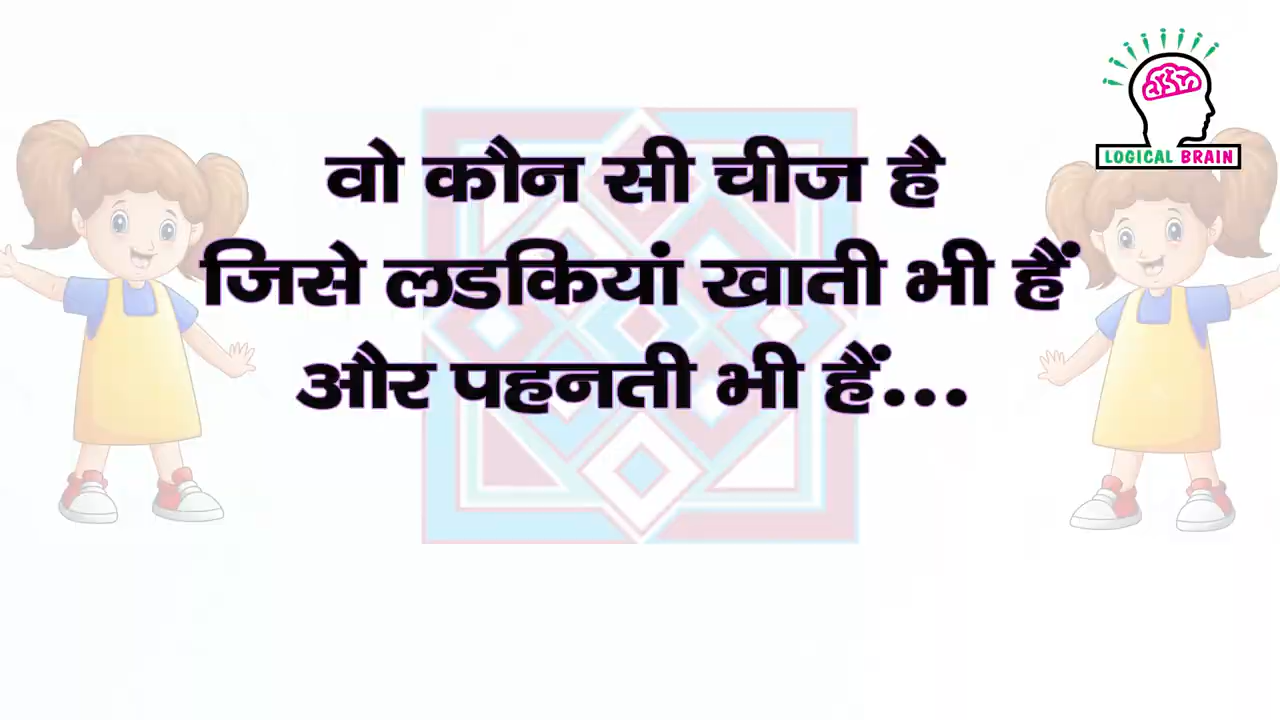 LOGICAL BRAIN
वो कौन सी चीज है
जिसे लडकियां खाती भी हैं
और पहनती भी हैं...